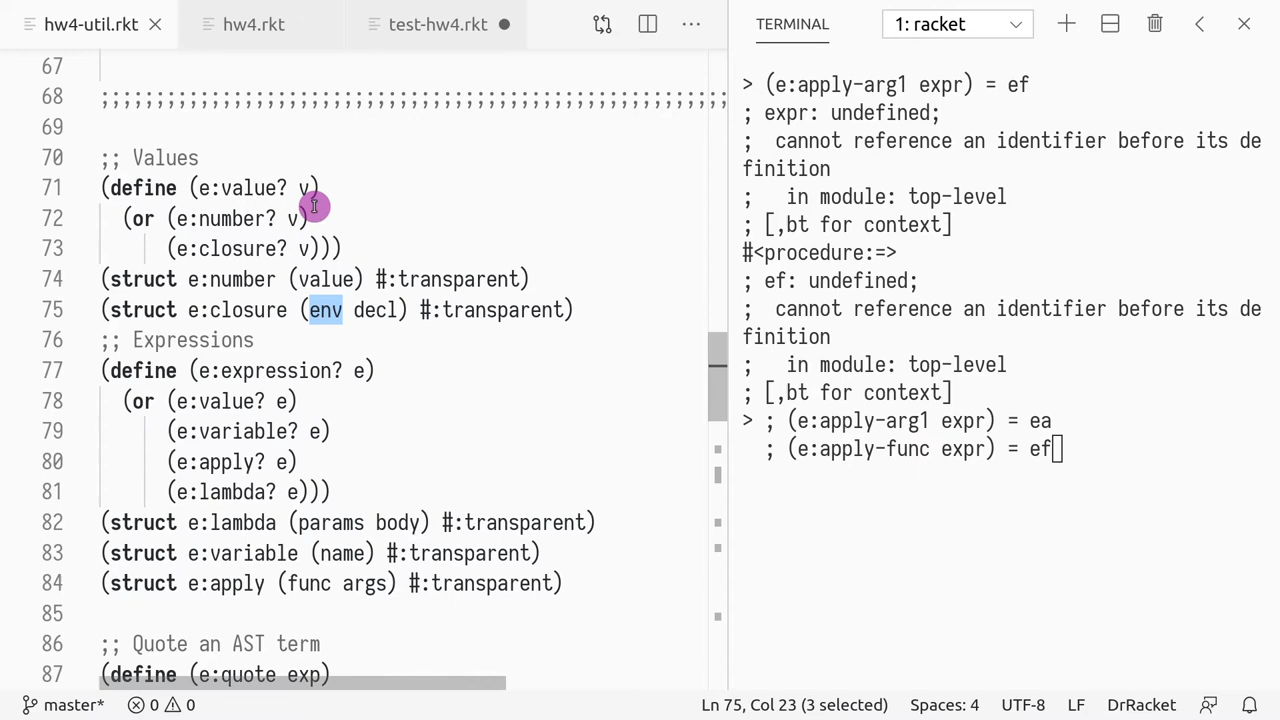 hw4-util.rkt
hw4.rkt
test-hw4.rkt
TERMINAL
1: racket
67
68 ;;;;;;;;;;;;;;;;;;;;;;;;;;;;;;;;;;;;;;;;;;;;;;;;;;;;;;;;;
69
70 ;; Values
71 (define (e:value? v)
72   (or (e:number? v)
73       (e:closure? v)))
74 (struct e:number (value) #:transparent)
75 (struct e:closure (env decl) #:transparent)
76 ;; Expressions
77 (define (e:expression? e)
78   (or (e:value? e)
79       (e:variable? e)
80       (e:apply? e)
81       (e:lambda? e)))
82 (struct e:lambda (params body) #:transparent)
83 (struct e:variable (name) #:transparent)
84 (struct e:apply (func args) #:transparent)
85
86 ;; Quote an AST term
87 (define (e:quote exp)
> (e:apply-arg1 expr) = ef
; expr: undefined;
;  cannot reference an identifier before its de
finition
;   in module: top-level
; [,bt for context]
#<procedure:=>
; ef: undefined;
;  cannot reference an identifier before its de
finition
;   in module: top-level
; [,bt for context]
> ; (e:apply-arg1 expr) = ea
  ; (e:apply-func expr) = ef
master*
0
0
Ln 75, Col 23 (3 selected)
Spaces: 4
UTF-8
LF
DrRacket